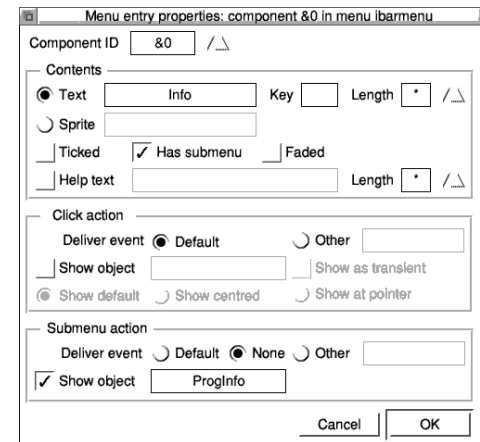 Menu entry properties: component &0 in menu ibarmenu
Component ID &0
Contents
Text Info Key Length *
Sprite
Ticked Has submenu Faded
Help text Length *
Click action
Deliver event Default Other
Show object Show as transient
Show default Show centred Show at pointer
Submenu action
Deliver event Default None Other
Show object ProgInfo
Cancel OK